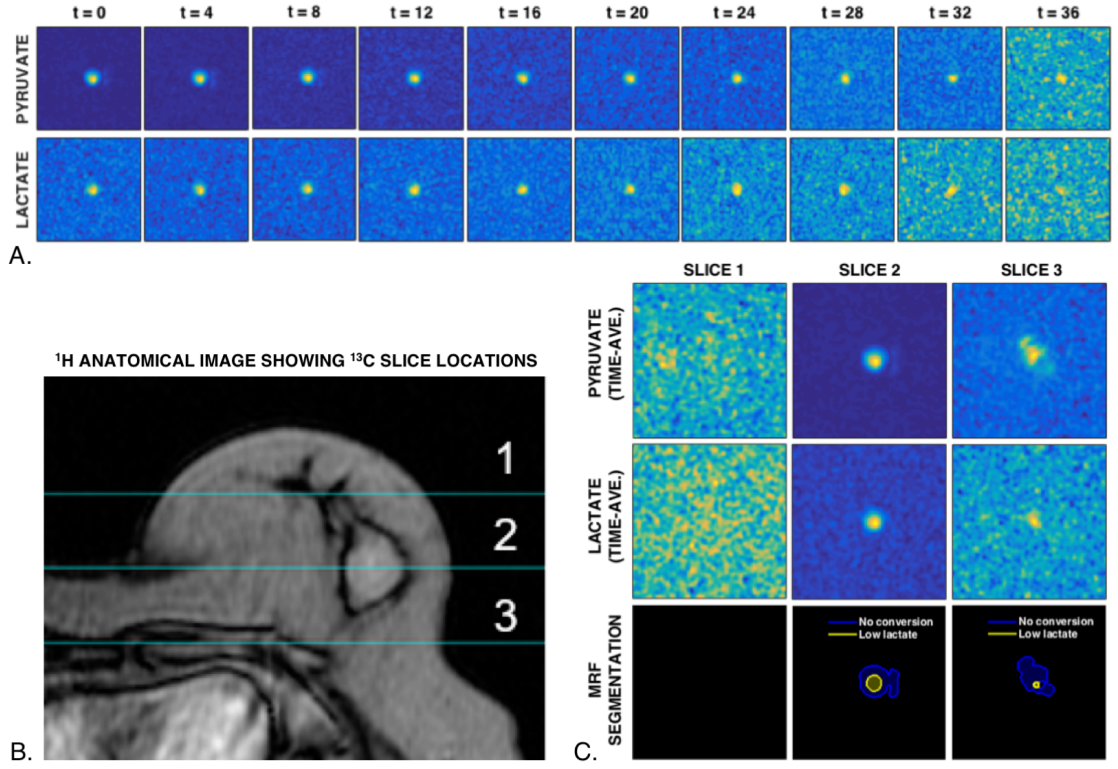 t = 0 t = 4 t = 8 t = 12 t = 16 t = 20 t = 24 t = 28 t = 32 t = 36
PYRUVATE
LACTATE
A.
SLICE 1 SLICE 2 SLICE 3
PYRUVATE
(TIME-AVE.)
LACTATE
(TIME-AVE.)
MRF
SEGMENTATION
No conversion
Low lactate
No conversion
Low lactate
C.
¹H ANATOMICAL IMAGE SHOWING ¹³C SLICE LOCATIONS
1
2
3
B.